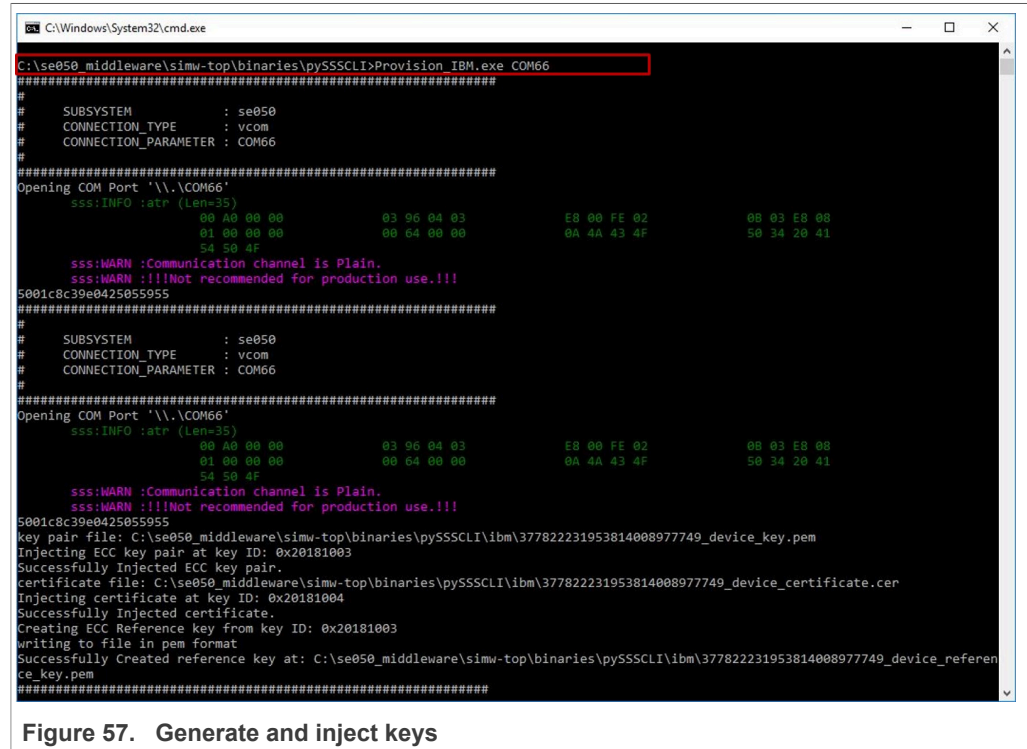 C:\Windows\System32\cmd.exe
C:\se050_middleware\simw-top\binaries\pySSSCLI>Provision_IBM.exe COM66
###############################################################
#
# SUBSYSTEM : se050
# CONNECTION_TYPE : vcom
# CONNECTION_PARAMETER : COM66
#
###############################################################
Opening COM Port '\\.\COM66'
sss:INFO :atr (Len=35)
00 A0 00 00 03 96 04 03 E8 00 FE 02 0B 03 E8 08
01 00 00 00 00 64 00 00 0A 4A 43 4F 50 34 20 41
54 50 4F
sss:WARN :Communication channel is Plain.
sss:WARN :!!!Not recommended for production use.!!!
5001c8c39e0425055955
###############################################################
#
# SUBSYSTEM : se050
# CONNECTION_TYPE : vcom
# CONNECTION_PARAMETER : COM66
#
###############################################################
Opening COM Port '\\.\COM66'
sss:INFO :atr (Len=35)
00 A0 00 00 03 96 04 03 E8 00 FE 02 0B 03 E8 08
01 00 00 00 00 64 00 00 0A 4A 43 4F 50 34 20 41
54 50 4F
sss:WARN :Communication channel is Plain.
sss:WARN :!!!Not recommended for production use.!!!
5001c8c39e0425055955
key pair file: C:\se050_middleware\simw-top\binaries\pySSSCLI\ibm\377822231953814008977749_device_key.pem
Injecting ECC key pair at key ID: 0x20181003
Successfully Injected ECC key pair.
certificate file: C:\se050_middleware\simw-top\binaries\pySSSCLI\ibm\377822231953814008977749_device_certificate.cer
Injecting certificate at key ID: 0x20181004
Successfully Injected certificate.
Creating ECC Reference key from key ID: 0x20181003
writing to file in pem format
Successfully Created reference key at: C:\se050_middleware\simw-top\binaries\pySSSCLI\ibm\377822231953814008977749_device_referen
ce_key.pem
##############################################################
Figure 57. Generate and inject keys